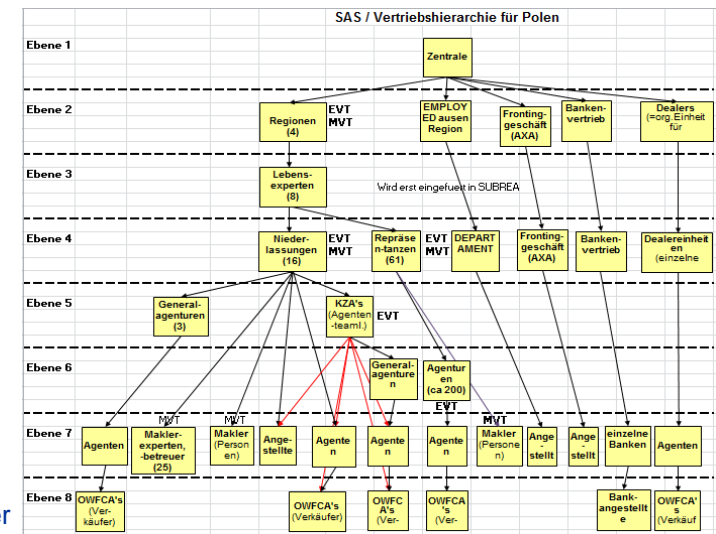 SAS / Vertriebshierarchie für Polen
Ebene 1
Zentrale
Ebene 2
Regionen
(4)
EVT
MVT
EMPLOY
ED ausen
Region
Fronting-
geschäft
(AXA)
Banken-
vertrieb
Dealers
(=org.Einheit
für
Ebene 3
Lebens-
experten
(8)
Wird erst eingefuert in SUBREA
Ebene 4
Nieder-
lassungen
(16)
EVT
MVT
Repräse
n-tanzen
(61)
EVT
MVT
DEPART
AMENT
Fronting-
geschäft
(AXA)
Banken-
vertrieb
Dealereinheit
en
(einzelne
Ebene 5
General-
agenturen
(3)
KZA's
(Agenten
-teaml.)
EVT
Ebene 6
General-
agenture
n
Agentur
en
(ca 200)
EVT
Ebene 7
Agenten
MVT
Makler-
experten,
-betreuer
(25)
MVT
Makler
(Person
en)
Ange-
stellte
Agente
n
Agente
n
Agente
n
MVT
Makler
(Persone
n)
Ange
-
stellt
Ange
-
stellt
einzelne
Banken
Agenten
Ebene 8
OWFCA's
(Ver-
käufer)
OWFCA's
(Verkäufer)
OWFC
A's
(Ver-
OWFCA
's
(Ver-
Bank-
angestellt
e
OWFCA'
s
(Verkäuf
er